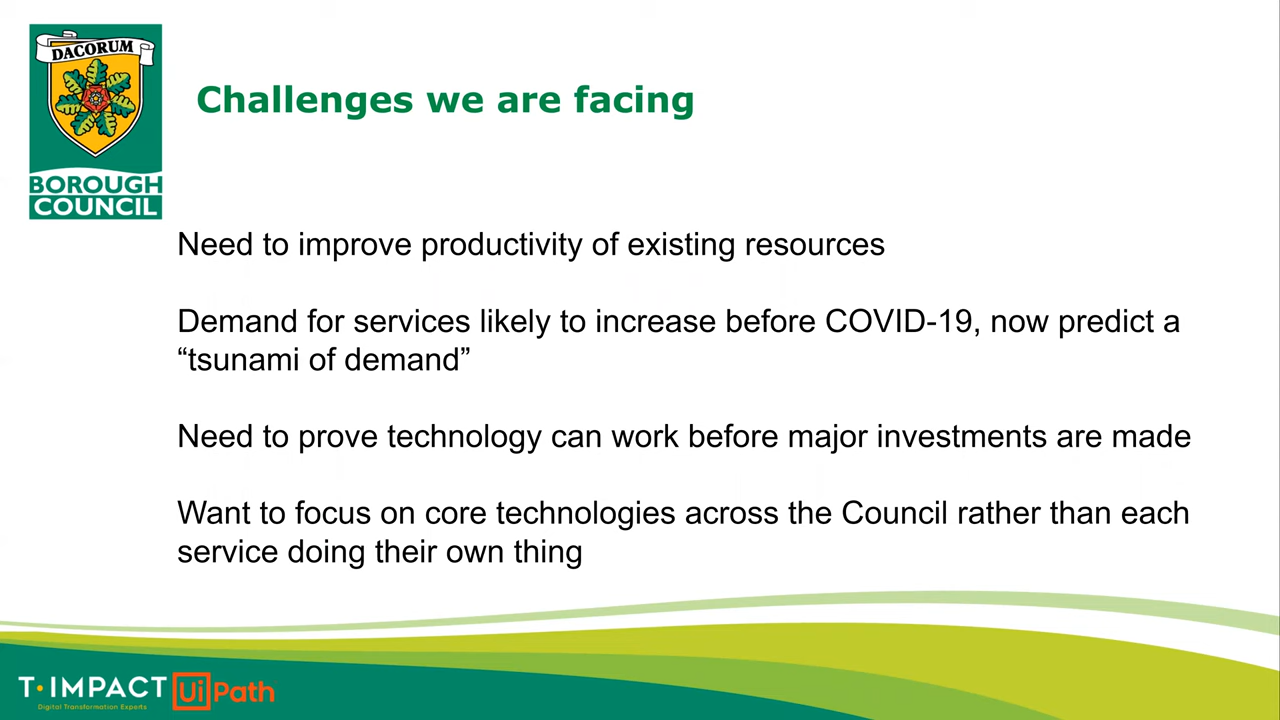 DACORUM
BOROUGH
COUNCIL
Challenges we are facing
Need to improve productivity of existing resources
Demand for services likely to increase before COVID-19, now predict a
“tsunami of demand”
Need to prove technology can work before major investments are made
Want to focus on core technologies across the Council rather than each
service doing their own thing
T·IMPACT
Digital Transformation Experts
UiPath